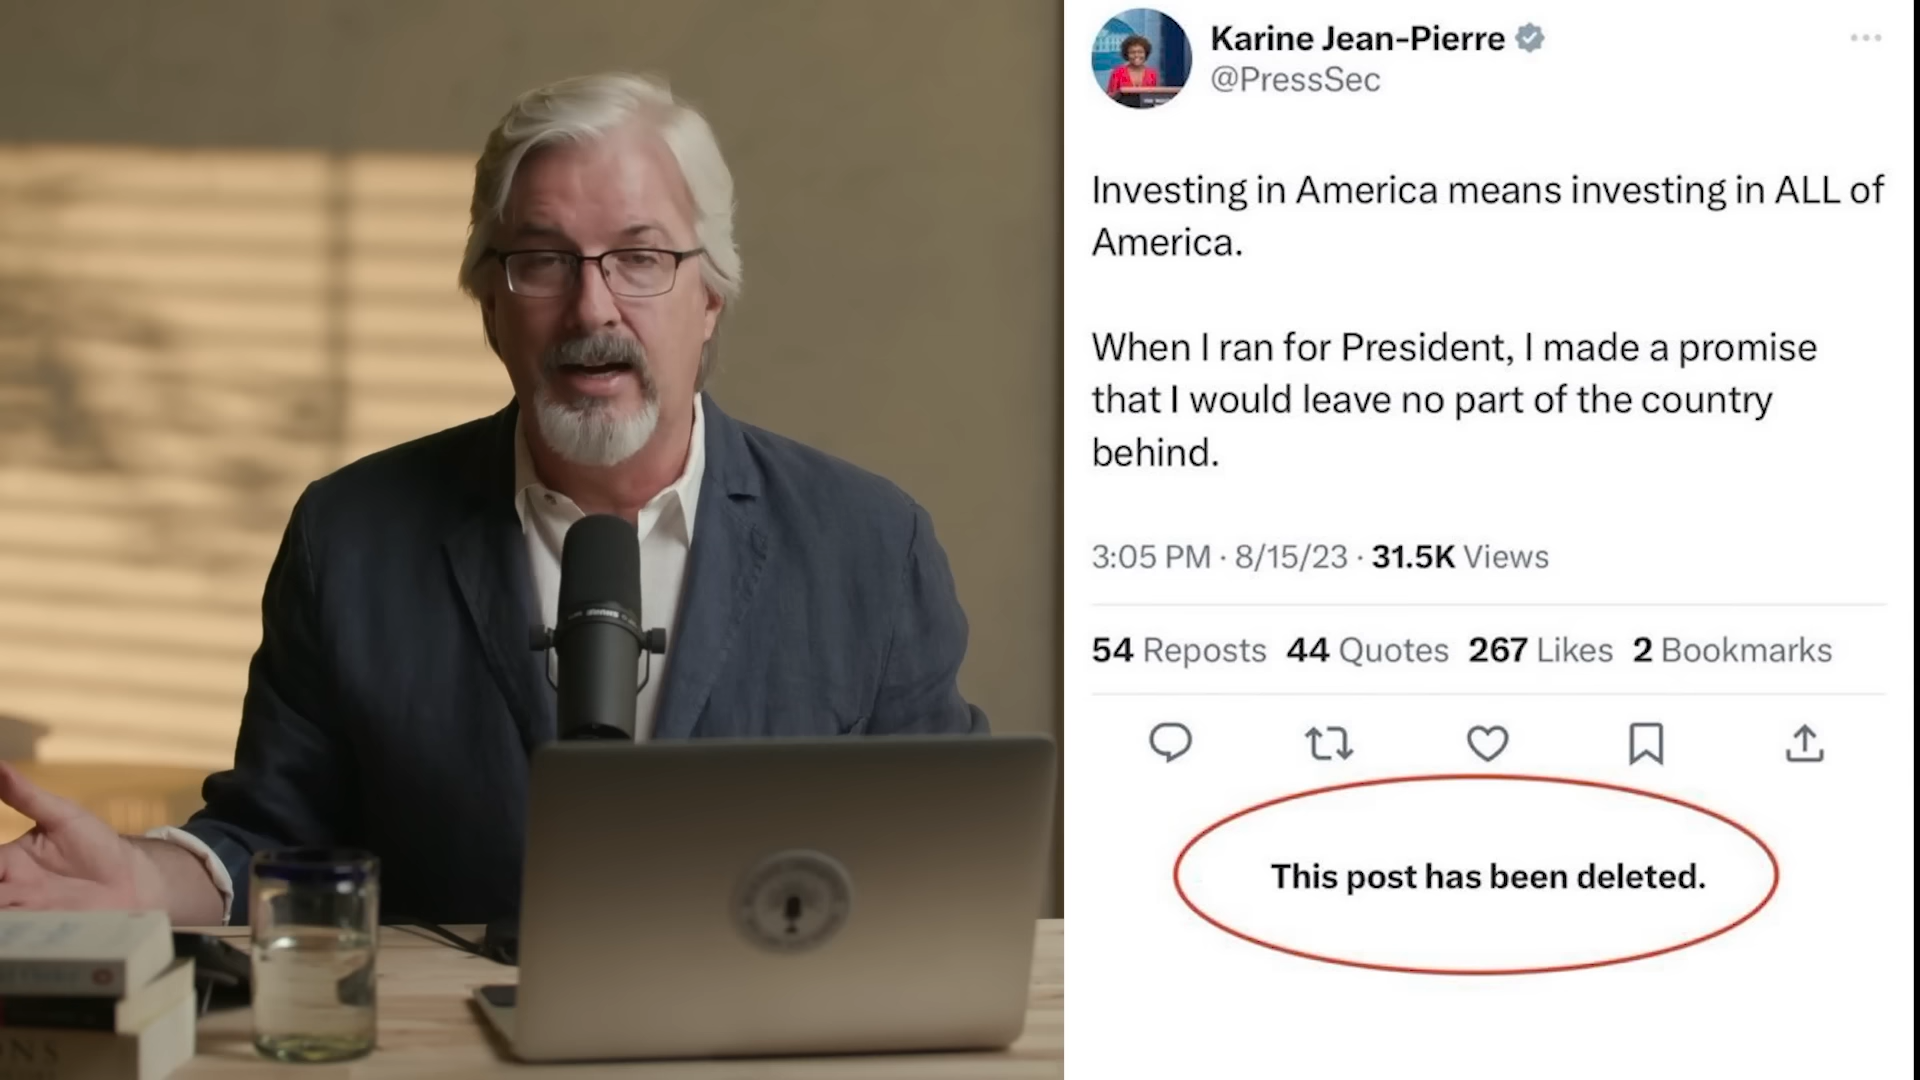 Karine Jean-Pierre
@PressSec
Investing in America means investing in ALL of
America.
When I ran for President, I made a promise
that I would leave no part of the country
behind.
3:05 PM · 8/15/23 · 31.5K Views
54 Reposts 44 Quotes 267 Likes 2 Bookmarks
This post has been deleted.